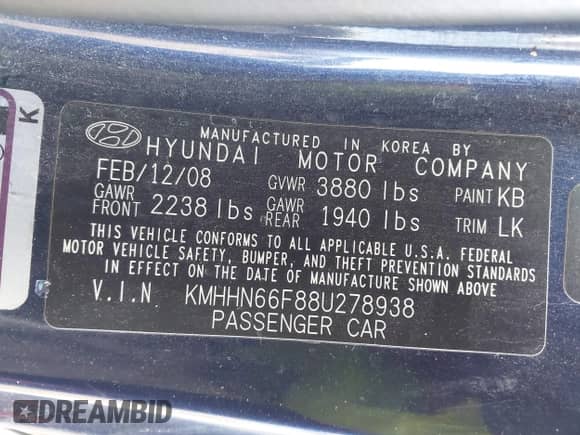 K
MANUFACTURED IN KOREA BY
HYUNDAI MOTOR COMPANY
FEB/12/08 GVWR 3880 lbs PAINT KB
GAWR FRONT 2238 lbs GAWR REAR 1940 lbs TRIM LK
THIS VEHICLE CONFORMS TO ALL APPLICABLE U.S.A. FEDERAL
MOTOR VEHICLE SAFETY, BUMPER, AND THEFT PREVENTION STANDARDS
IN EFFECT ON THE DATE OF MANUFACTURE SHOWN ABOVE
V.I.N KMHHN66F88U278938
PASSENGER CAR
DREAMBID